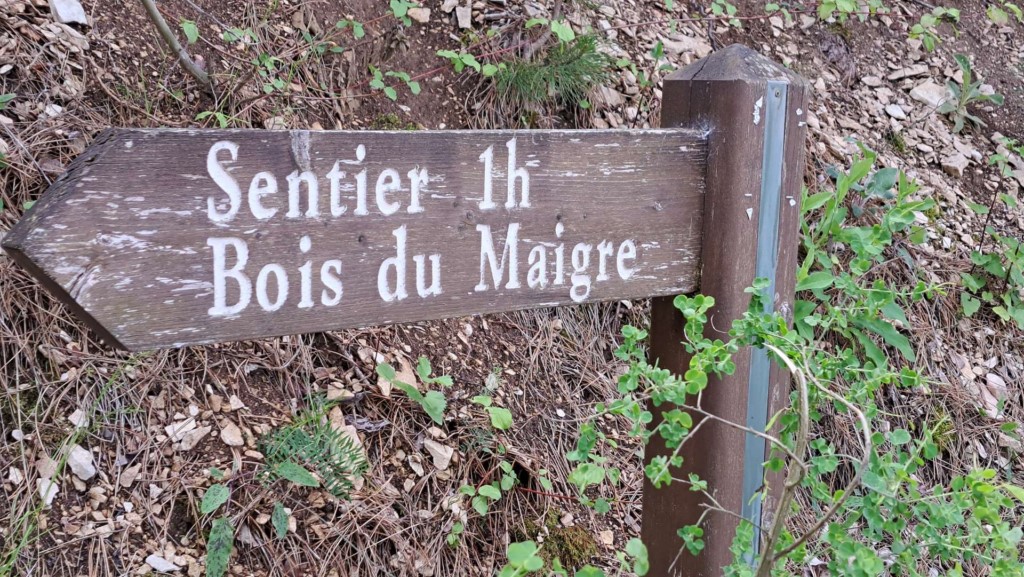 Sentier 1h
Bois du Maigre